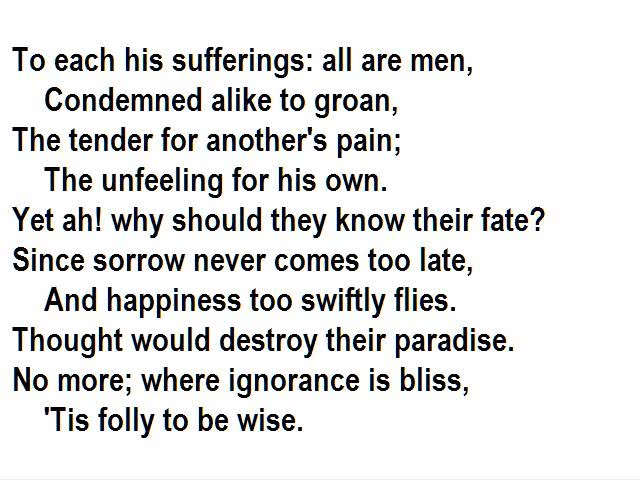 To each his sufferings: all are men,
Condemned alike to groan,
The tender for another's pain;
The unfeeling for his own.
Yet ah! why should they know their fate?
Since sorrow never comes too late,
And happiness too swiftly flies.
Thought would destroy their paradise.
No more; where ignorance is bliss,
'Tis folly to be wise.